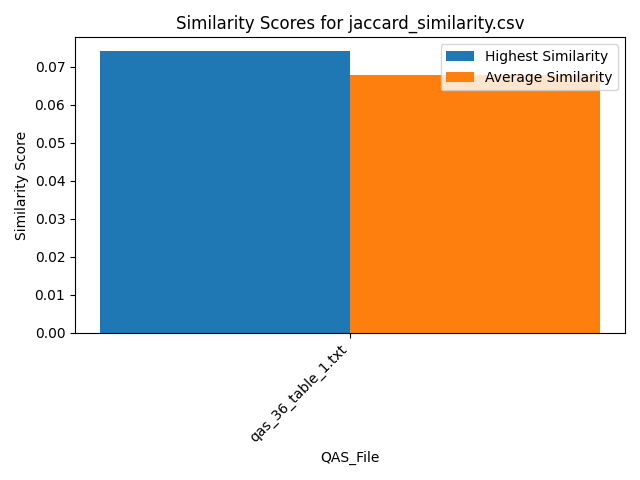 Similarity Scores for jaccard_similarity.csv
Highest Similarity
Average Similarity
Similarity Score
0.07
0.06
0.05
0.04
0.03
0.02
0.01
0.00
qas_36_table_1.txt
QAS_File